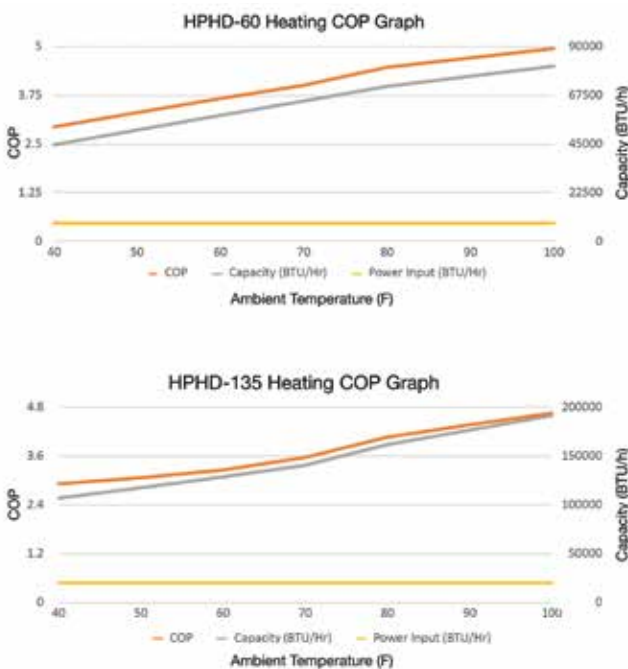 HPHD-60 Heating COP Graph
5 90000
3.75 67500
2.5 45000
1.25 22500
0 0
COP
Capacity (BTU/h)
40 50 60 70 80 90 100
COP Capacity (BTU/Hr) Power Input (BTU/Hr)
Ambient Temperature (F)
HPHD-135 Heating COP Graph
4.8 200000
3.6 150000
2.4 100000
1.2 50000
0 0
COP
Capacity (BTU/h)
40 50 60 70 80 90 100
COP Capacity (BTU/Hr) Power Input (BTU/Hr)
Ambient Temperature (F)